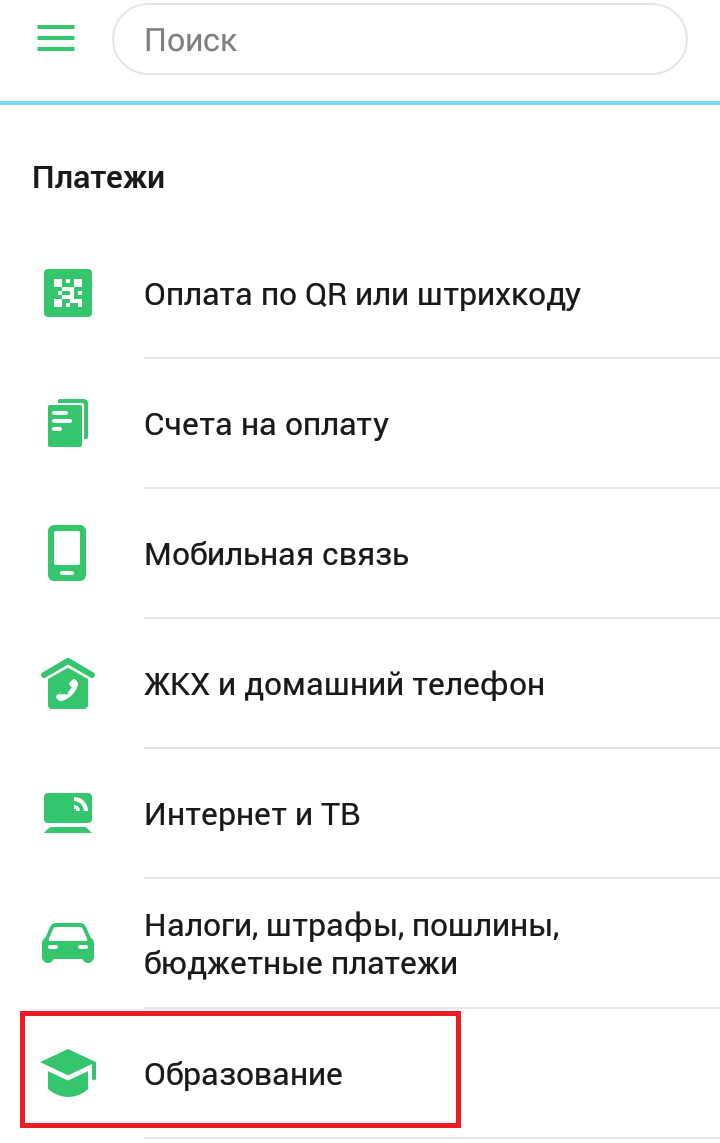 Поиск
Платежи
Оплата по QR или штрихкоду
Счета на оплату
Мобильная связь
ЖКХ и домашний телефон
Интернет и ТВ
Налоги, штрафы, пошлины,
бюджетные платежи
Образование